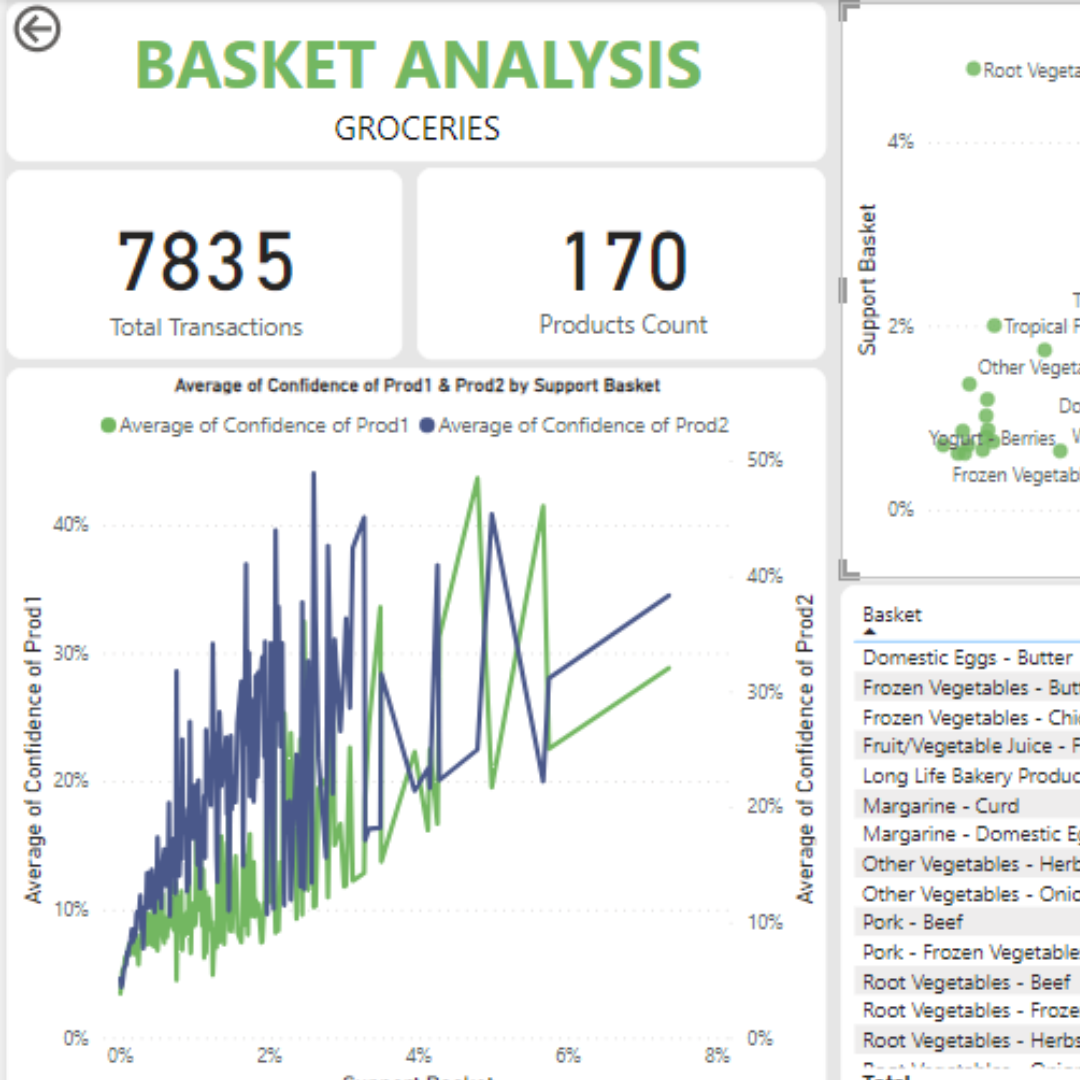 BASKET ANALYSIS
GROCERIES
7835
Total Transactions
170
Products Count
Average of Confidence of Prod1 & Prod2 by Support Basket
Average of Confidence of Prod1 Average of Confidence of Prod2
Average of Confidence of Prod1
40%
30%
20%
10%
0%
50%
40%
30%
20%
10%
0%
Average of Confidence of Prod2
0% 2% 4% 6% 8%
Support Basket
Support Basket
4%
2%
0%
Root Vegeta
Tropical F
Other Vegeta
Do
Yogurt - Berries
Frozen Vegetab
Basket
Domestic Eggs - Butter
Frozen Vegetables - But
Frozen Vegetables - Chi
Fruit/Vegetable Juice - F
Long Life Bakery Produc
Margarine - Curd
Margarine - Domestic Eg
Other Vegetables - Herb
Other Vegetables - Onio
Pork - Beef
Pork - Frozen Vegetable
Root Vegetables - Beef
Root Vegetables - Froze
Root Vegetables - Herbs
Total